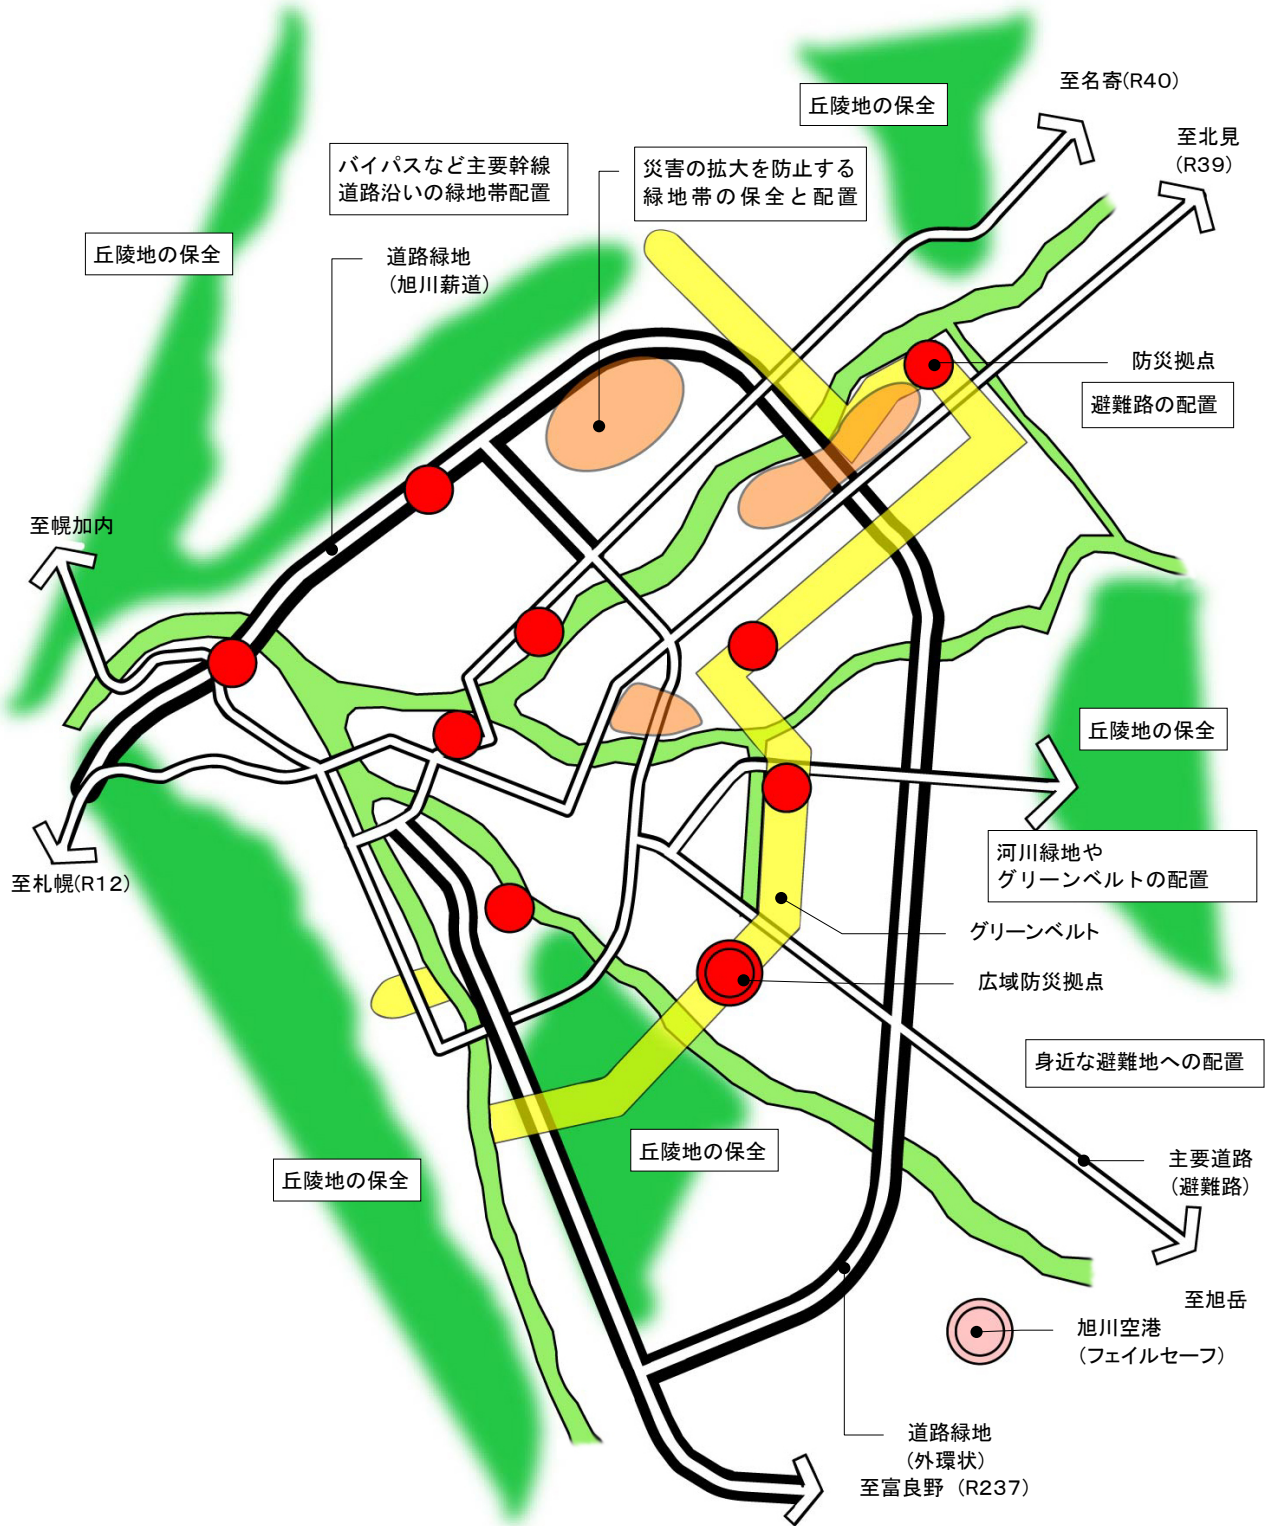 至名寄(R40)
丘陵地の保全
至北見
(R39)
バイパスなど主要幹線
道路沿いの緑地帯配置
災害の拡大を防止する
緑地帯の保全と配置
丘陵地の保全
道路緑地
(旭川薪道)
防災拠点
避難路の配置
至幌加内
丘陵地の保全
河川緑地や
グリーンベルトの配置
至札幌(R12)
グリーンベルト
広域防災拠点
身近な避難地への配置
丘陵地の保全
丘陵地の保全
主要道路
(避難路)
至旭岳
旭川空港
(フェイルセーフ)
道路緑地
(外環状)
至富良野 (R237)